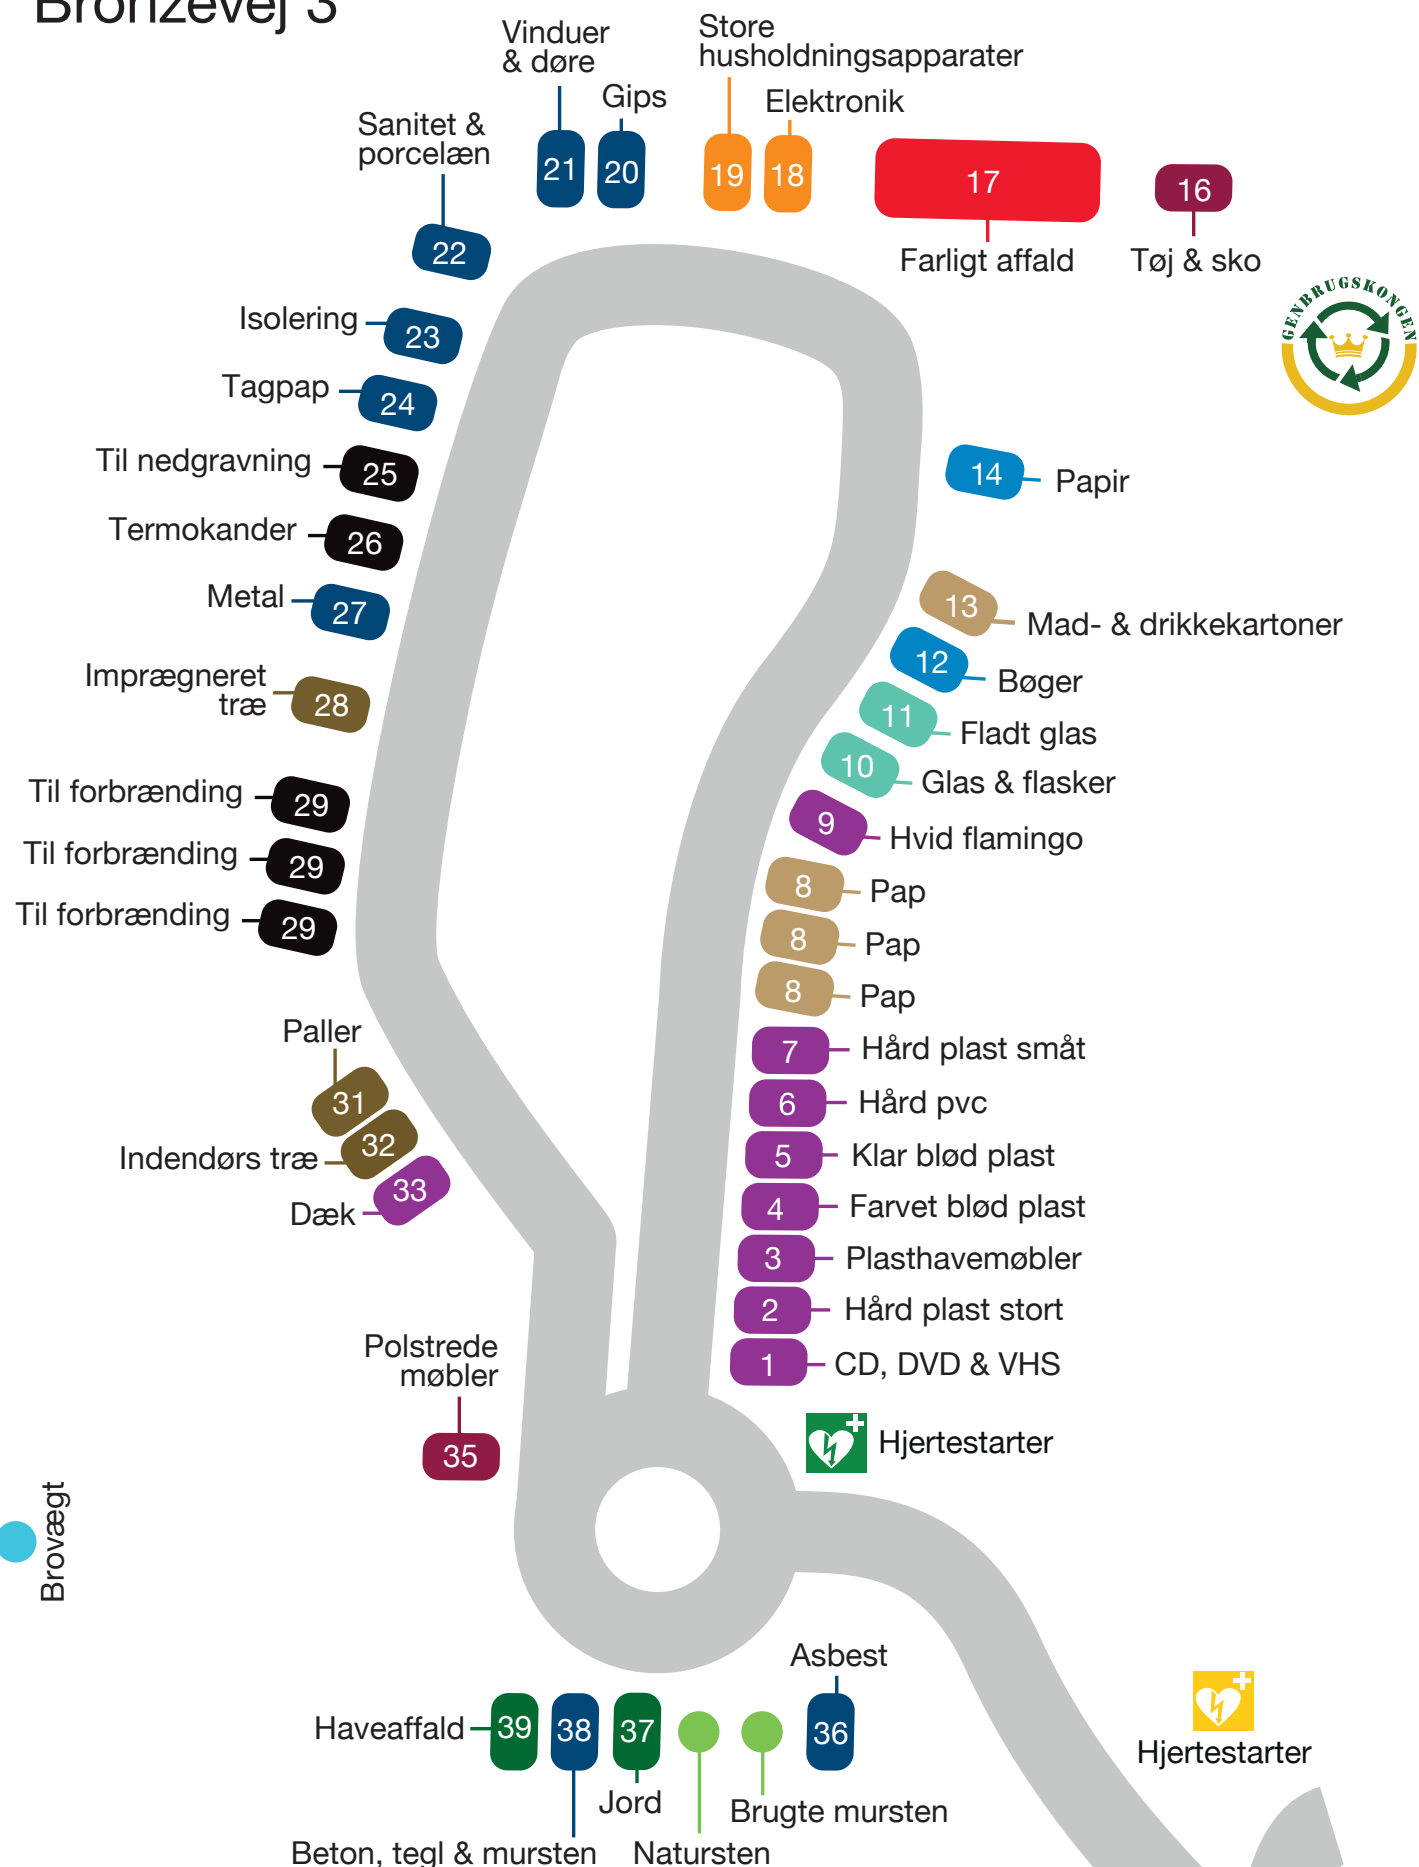 Bronzevej 3
Vinduer
& døre
Store
husholdningsapparater
Gips
Elektronik
Sanitet &
porcelæn
21
20
19
18
17
16
Farligt affald
Tøj & sko
22
GENBRUGSKONGEN
Isolering
23
Tagpap
24
Til nedgravning
25
14
Papir
Termokander
26
Metal
27
13
Mad- & drikkekartoner
12
Bøger
Imprægneret
træ
28
11
Fladt glas
10
Glas & flasker
Til forbrænding
29
9
Hvid flamingo
Til forbrænding
29
8
Pap
Til forbrænding
29
8
Pap
8
Pap
Paller
31
7
Hård plast småt
6
Hård pvc
Indendørs træ
32
5
Klar blød plast
Dæk
33
4
Farvet blød plast
3
Plasthavemøbler
2
Hård plast stort
Polstrede
møbler
1
CD, DVD & VHS
35
Hjertestarter
Brovægt
Asbest
Haveaffald
39
38
37
36
Hjertestarter
Jord
Brugte mursten
Beton, tegl & mursten
Natursten